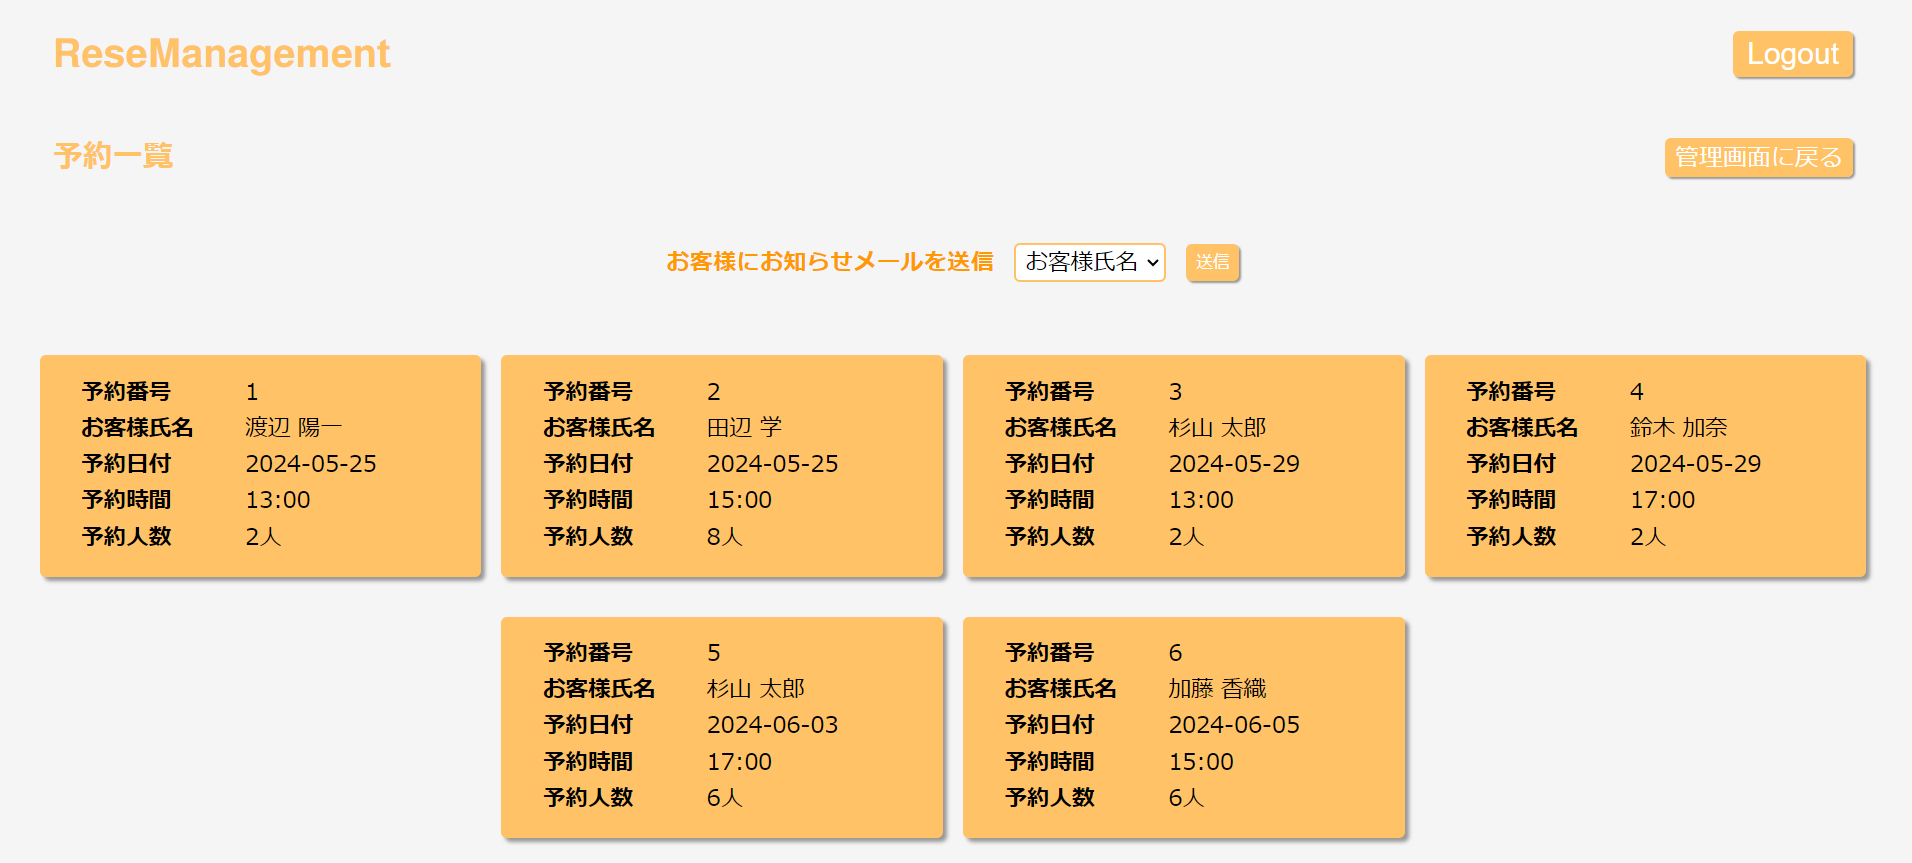 ReseManagement
Logout
予約一覧
管理画面に戻る
お客様にお知らせメールを送信 お客様氏名 送信
予約番号 1
お客様氏名 渡辺 陽一
予約日付 2024-05-25
予約時間 13:00
予約人数 2人
予約番号 2
お客様氏名 田辺 学
予約日付 2024-05-25
予約時間 15:00
予約人数 8人
予約番号 3
お客様氏名 杉山 太郎
予約日付 2024-05-29
予約時間 13:00
予約人数 2人
予約番号 4
お客様氏名 鈴木 加奈
予約日付 2024-05-29
予約時間 17:00
予約人数 2人
予約番号 5
お客様氏名 杉山 太郎
予約日付 2024-06-03
予約時間 17:00
予約人数 6人
予約番号 6
お客様氏名 加藤 香織
予約日付 2024-06-05
予約時間 15:00
予約人数 6人